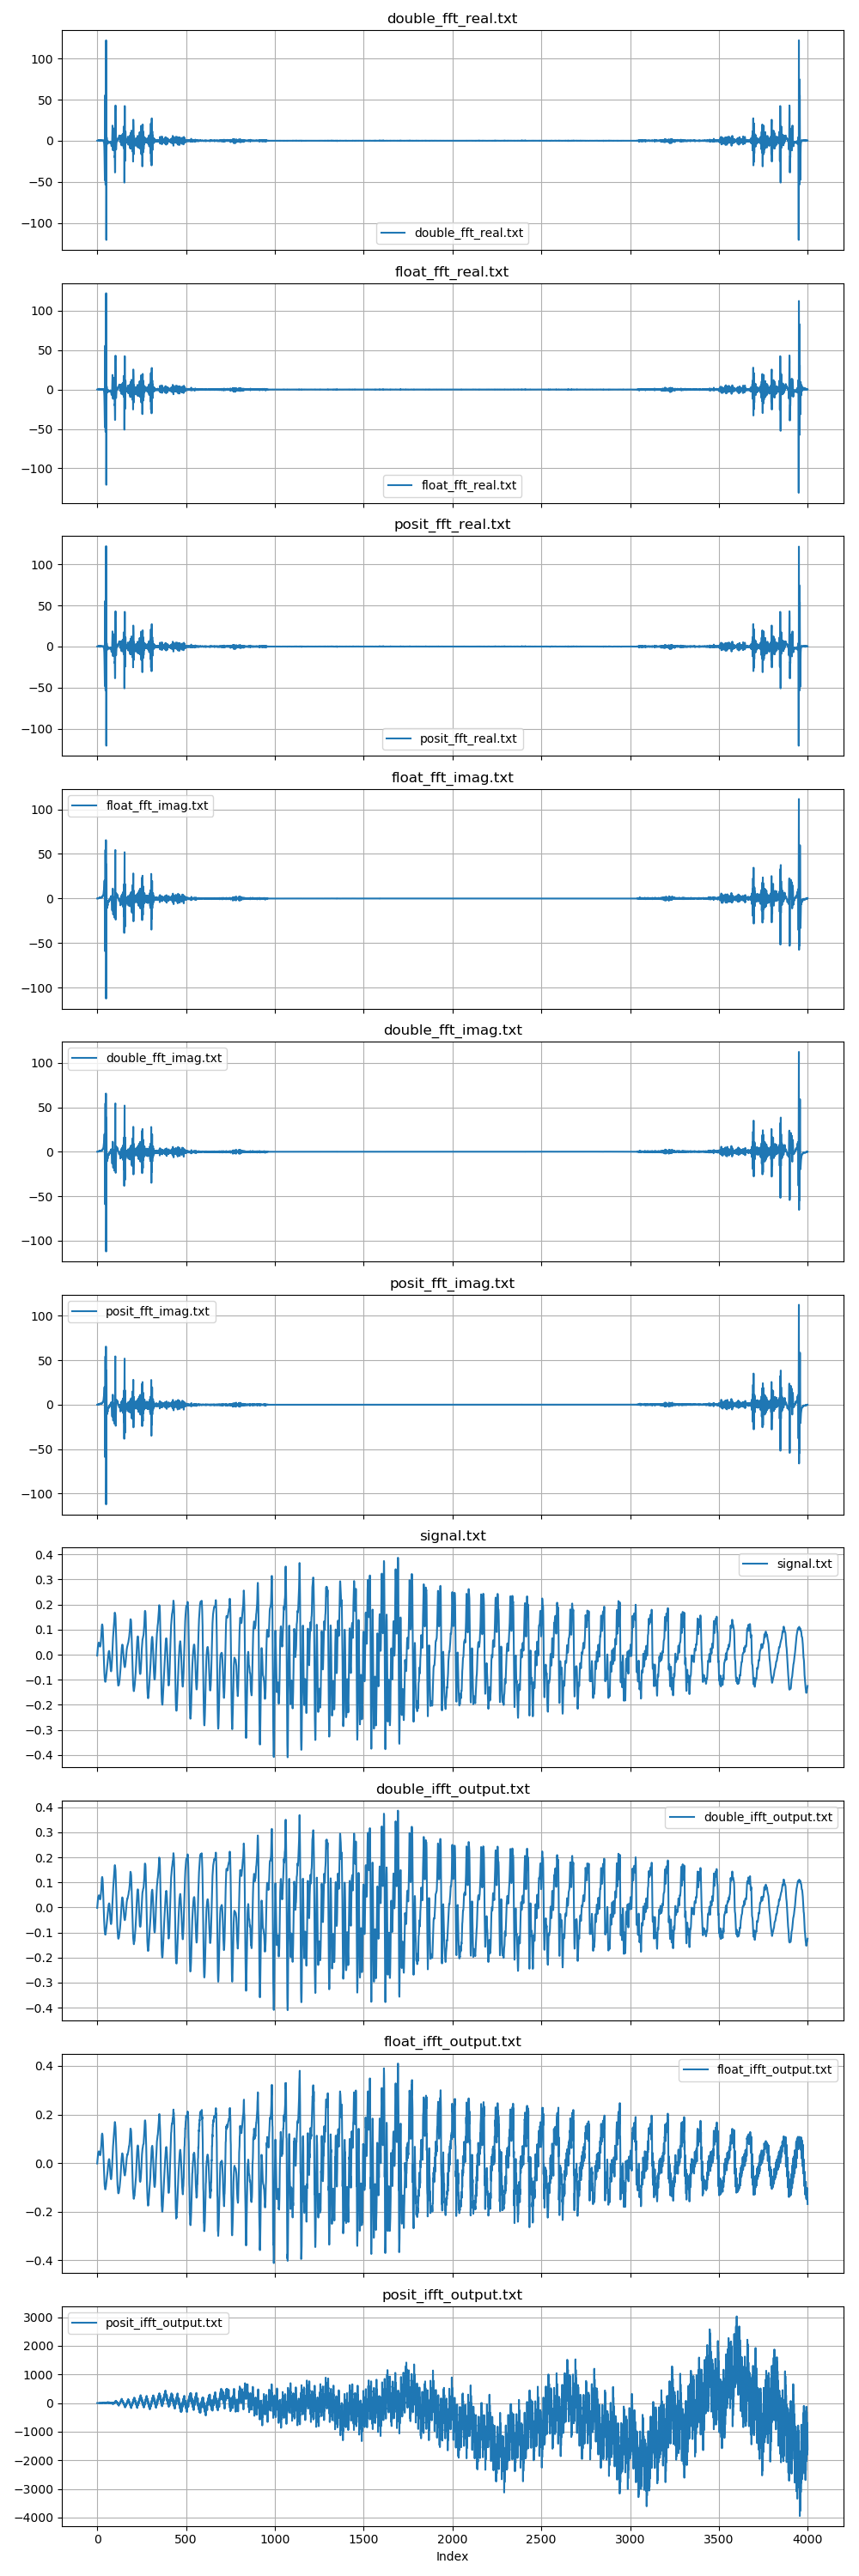 double_fft_real.txt
100
50
0
−50
−100
double_fft_real.txt
float_fft_real.txt
100
50
0
−50
−100
float_fft_real.txt
posit_fft_real.txt
100
50
0
−50
−100
posit_fft_real.txt
float_fft_imag.txt
float_fft_imag.txt
100
50
0
−50
−100
double_fft_imag.txt
double_fft_imag.txt
100
50
0
−50
−100
posit_fft_imag.txt
posit_fft_imag.txt
100
50
0
−50
−100
signal.txt
signal.txt
0.4
0.3
0.2
0.1
0.0
−0.1
−0.2
−0.3
−0.4
double_ifft_output.txt
double_ifft_output.txt
0.4
0.3
0.2
0.1
0.0
−0.1
−0.2
−0.3
−0.4
float_ifft_output.txt
float_ifft_output.txt
0.4
0.2
0.0
−0.2
−0.4
posit_ifft_output.txt
posit_ifft_output.txt
3000
2000
1000
0
−1000
−2000
−3000
−4000
0 500 1000 1500 2000 2500 3000 3500 4000
Index